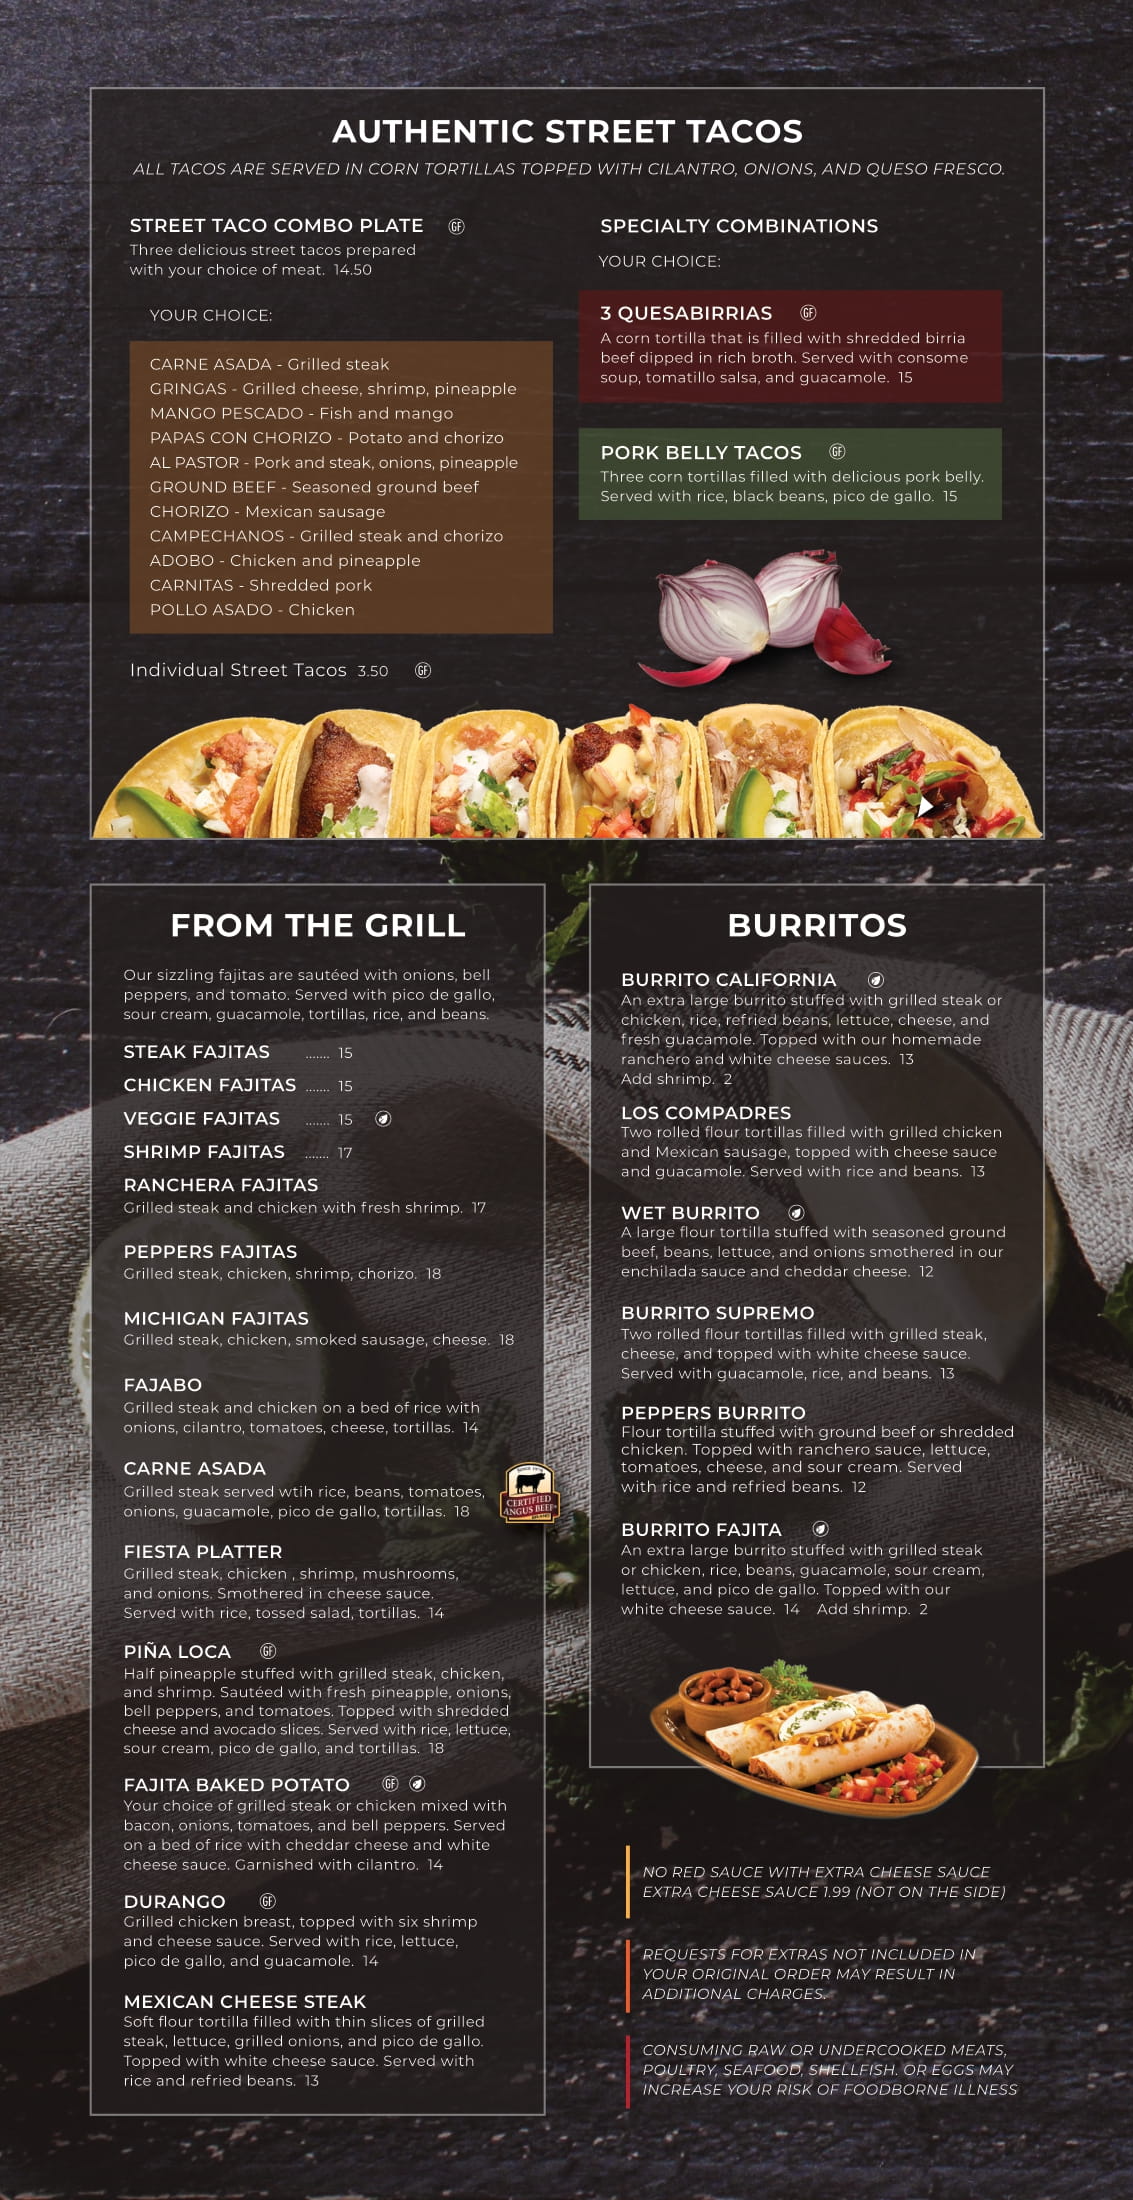 AUTHENTIC STREET TACOS
ALL TACOS ARE SERVED IN CORN TORTILLAS TOPPED WITH CILANTRO, ONIONS, AND QUESO FRESCO.
STREET TACO COMBO PLATE GF
Three delicious street tacos prepared
with your choice of meat. 14.50
YOUR CHOICE:
CARNE ASADA - Grilled steak
GRINGAS - Grilled cheese, shrimp, pineapple
MANGO PESCADO - Fish and mango
PAPAS CON CHORIZO - Potato and chorizo
AL PASTOR - Pork and steak, onions, pineapple
GROUND BEEF - Seasoned ground beef
CHORIZO - Mexican sausage
CAMPECHANOS - Grilled steak and chorizo
ADOBO - Chicken and pineapple
CARNITAS - Shredded pork
POLLO ASADO - Chicken
Individual Street Tacos 3.50 GF
SPECIALTY COMBINATIONS
YOUR CHOICE:
3 QUESABIRRIAS GF
A corn tortilla that is filled with shredded birria
beef dipped in rich broth. Served with consome
soup, tomatillo salsa, and guacamole. 15
PORK BELLY TACOS GF
Three corn tortillas filled with delicious pork belly.
Served with rice, black beans, pico de gallo. 15
FROM THE GRILL
Our sizzling fajitas are sautéed with onions, bell
peppers, and tomato. Served with pico de gallo,
sour cream, guacamole, tortillas, rice, and beans.
STEAK FAJITAS ....... 15
CHICKEN FAJITAS ....... 15
VEGGIE FAJITAS ....... 15
SHRIMP FAJITAS ....... 17
RANCHERA FAJITAS
Grilled steak and chicken with fresh shrimp. 17
PEPPERS FAJITAS
Grilled steak, chicken, shrimp, chorizo. 18
MICHIGAN FAJITAS
Grilled steak, chicken, smoked sausage, cheese. 18
FAJABO
Grilled steak and chicken on a bed of rice with
onions, cilantro, tomatoes, cheese, tortillas. 14
CARNE ASADA
Grilled steak served wtih rice, beans, tomatoes,
onions, guacamole, pico de gallo, tortillas. 18
CERTIFIED
ANGUS BEEF
FIESTA PLATTER
Grilled steak, chicken , shrimp, mushrooms,
and onions. Smothered in cheese sauce.
Served with rice, tossed salad, tortillas. 14
PIÑA LOCA GF
Half pineapple stuffed with grilled steak, chicken,
and shrimp. Sautéed with fresh pineapple, onions,
bell peppers, and tomatoes. Topped with shredded
cheese and avocado slices. Served with rice, lettuce,
sour cream, pico de gallo, and tortillas. 18
FAJITA BAKED POTATO GF
Your choice of grilled steak or chicken mixed with
bacon, onions, tomatoes, and bell peppers. Served
on a bed of rice with cheddar cheese and white
cheese sauce. Garnished with cilantro. 14
DURANGO GF
Grilled chicken breast, topped with six shrimp
and cheese sauce. Served with rice, lettuce,
pico de gallo, and guacamole. 14
MEXICAN CHEESE STEAK
Soft flour tortilla filled with thin slices of grilled
steak, lettuce, grilled onions, and pico de gallo.
Topped with white cheese sauce. Served with
rice and refried beans. 13
BURRITOS
BURRITO CALIFORNIA
An extra large burrito stuffed with grilled steak or
chicken, rice, refried beans, lettuce, cheese, and
fresh guacamole. Topped with our homemade
ranchero and white cheese sauces. 13
Add shrimp. 2
LOS COMPADRES
Two rolled flour tortillas filled with grilled chicken
and Mexican sausage, topped with cheese sauce
and guacamole. Served with rice and beans. 13
WET BURRITO
A large flour tortilla stuffed with seasoned ground
beef, beans, lettuce, and onions smothered in our
enchilada sauce and cheddar cheese. 12
BURRITO SUPREMO
Two rolled flour tortillas filled with grilled steak,
cheese, and topped with white cheese sauce.
Served with guacamole, rice, and beans. 13
PEPPERS BURRITO
Flour tortilla stuffed with ground beef or shredded
chicken. Topped with ranchero sauce, lettuce,
tomatoes, cheese, and sour cream. Served
with rice and refried beans. 12
BURRITO FAJITA
An extra large burrito stuffed with grilled steak
or chicken, rice, beans, guacamole, sour cream,
lettuce, and pico de gallo. Topped with our
white cheese sauce. 14 Add shrimp. 2
NO RED SAUCE WITH EXTRA CHEESE SAUCE
EXTRA CHEESE SAUCE 1.99 (NOT ON THE SIDE)
REQUESTS FOR EXTRAS NOT INCLUDED IN
YOUR ORIGINAL ORDER MAY RESULT IN
ADDITIONAL CHARGES.
CONSUMING RAW OR UNDERCOOKED MEATS,
POULTRY, SEAFOOD, SHELLFISH. OR EGGS MAY
INCREASE YOUR RISK OF FOODBORNE ILLNESS